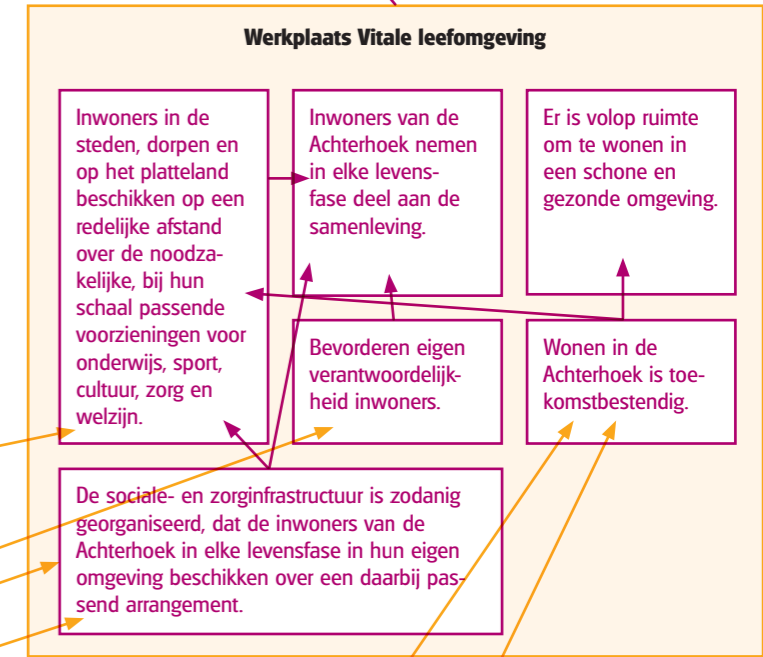 Werkplaats Vitale leefomgeving
Inwoners in de
steden, dorpen en
op het platteland
beschikken op een
redelijke afstand
over de noodza-
kelijke, bij hun
schaal passende
voorzieningen voor
onderwijs, sport,
cultuur, zorg en
welzijn.
Inwoners van de
Achterhoek nemen
in elke levens-
fase deel aan de
samenleving.
Er is volop ruimte
om te wonen in
een schone en
gezonde omgeving.
Bevorderen eigen
verantwoordelijk-
heid inwoners.
Wonen in de
Achterhoek is toe-
komstbestendig.
De sociale- en zorginfrastructuur is zodanig
georganiseerd, dat de inwoners van de
Achterhoek in elke levensfase in hun eigen
omgeving beschikken over een daarbij pas-
send arrangement.